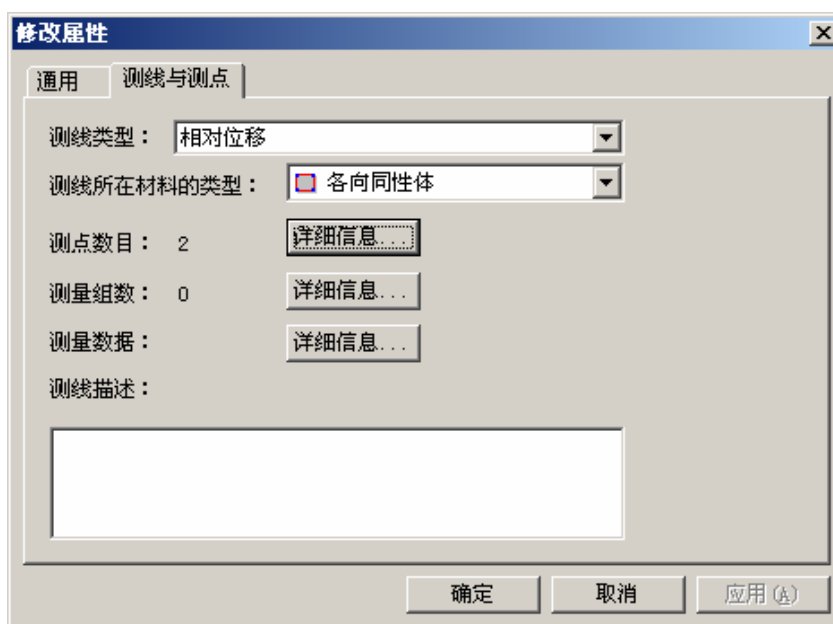 修改属性
通用 测线与测点
测线类型： 相对位移
测线所在材料的类型： 各向同性体
测点数目： 2 详细信息...
测量组数： 0 详细信息...
测量数据： 详细信息...
测线描述：
确定 取消 应用(A)